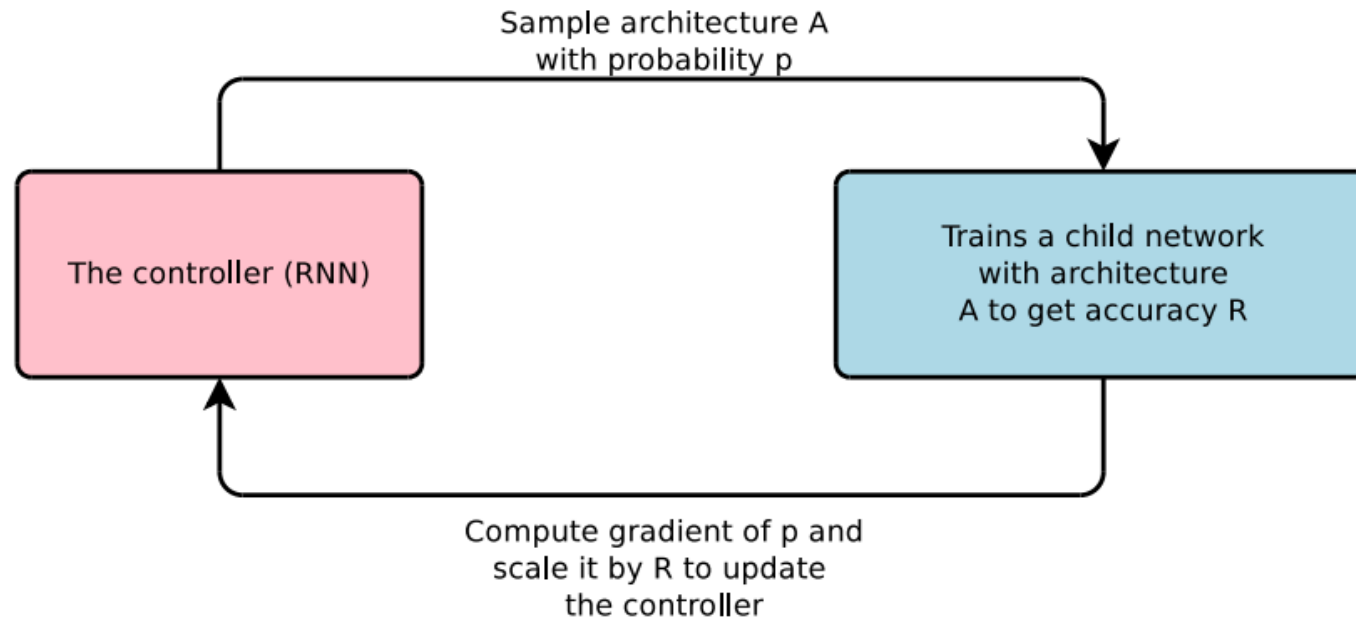 Sample architecture A
with probability p
The controller (RNN)
Trains a child network
with architecture
A to get accuracy R
Compute gradient of p and
scale it by R to update
the controller